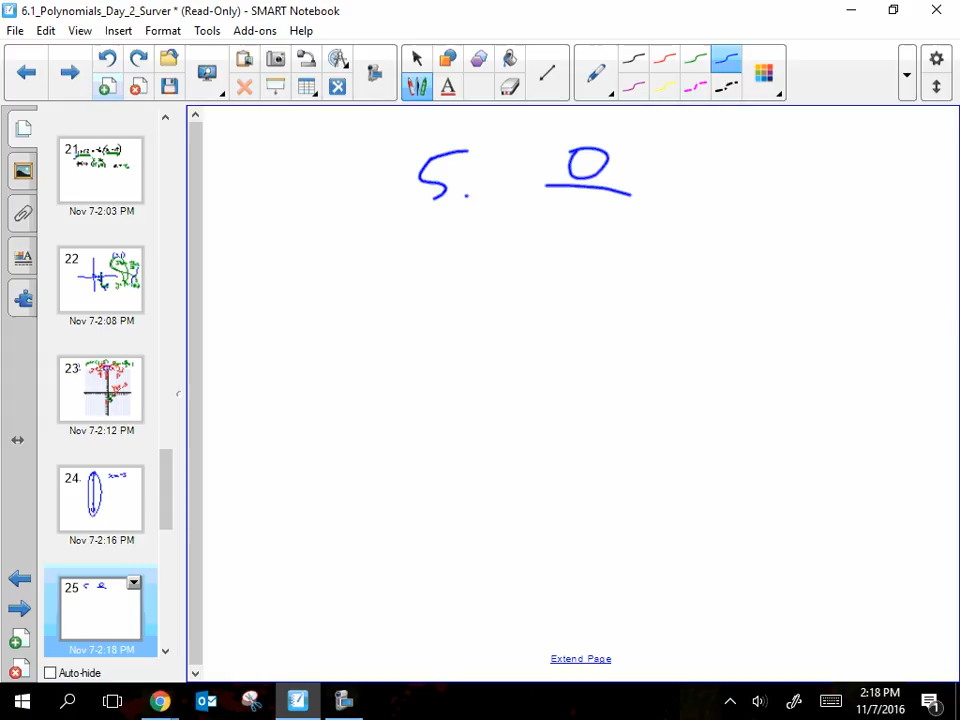 6.1_Polynomials_Day_2_Surver * (Read-Only) - SMART Notebook
File Edit View Insert Format Tools Add-ons Help
5. 0
21
Nov 7-2:03 PM
22
Nov 7-2:08 PM
23
Nov 7-2:12 PM
24
Nov 7-2:16 PM
25 5 0
Nov 7-2:18 PM
Auto-hide
Extend Page
2:18 PM
11/7/2016